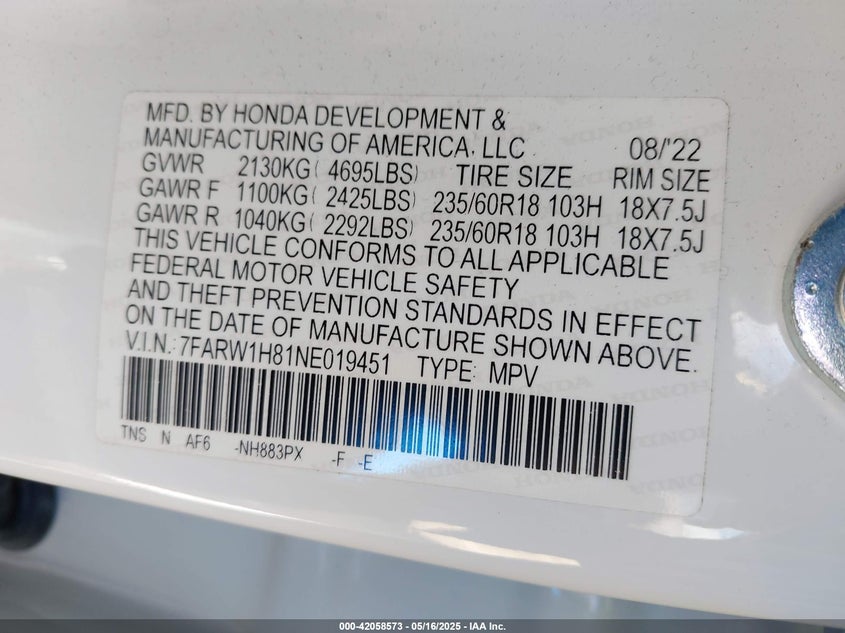 MFD. BY HONDA DEVELOPMENT &
MANUFACTURING OF AMERICA, LLC 08/'22
GVWR 2130KG( 4695LBS) TIRE SIZE RIM SIZE
GAWR F 1100KG( 2425LBS) 235/60R18 103H 18X7.5J
GAWR R 1040KG( 2292LBS) 235/60R18 103H 18X7.5J
THIS VEHICLE CONFORMS TO ALL APPLICABLE
FEDERAL MOTOR VEHICLE SAFETY
AND THEFT PREVENTION STANDARDS IN EFFECT
ON THE DATE OF MANUFACTURE SHOWN ABOVE.
V.I.N.: 7FARW1H81NE019451 TYPE: MPV
TNS N AF6 -NH883PX -F -E
000-42058573 - 05/16/2025 - IAA Inc.